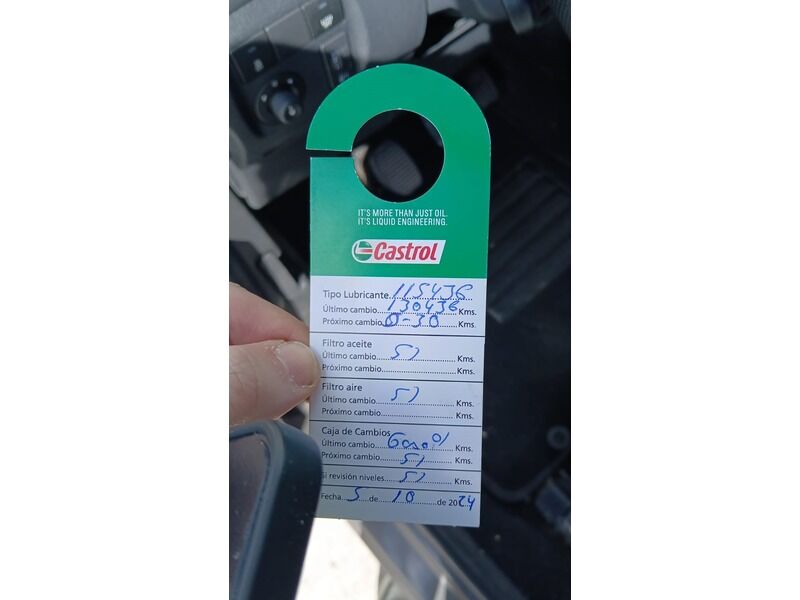 IT'S MORE THAN JUST OIL.
IT'S LIQUID ENGINEERING.
Castrol
Tipo Lubricante 115436
Último cambio 130436 Kms.
Próximo cambio 0-30 Kms.
Filtro aceite
Último cambio SI Kms.
Próximo cambio Kms.
Filtro aire
Último cambio SI Kms.
Próximo cambio Kms.
Caja de Cambios
Último cambio Gasoil Kms.
Próximo cambio SI Kms.
revisión niveles SI Kms.
Fecha 5 de 10 de 2024